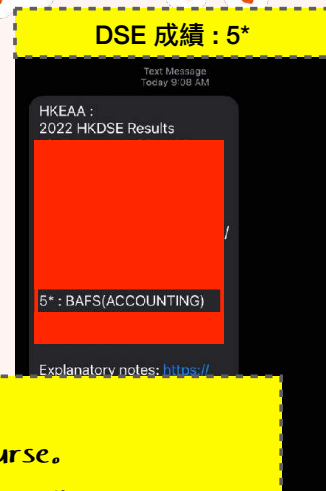 DSE 成績 : 5*
Text Message
Today 9:08 AM
HKEAA :
2022 HKDSE Results
/
5* : BAFS(ACCOUNTING)
Explanatory notes: https://
urse.